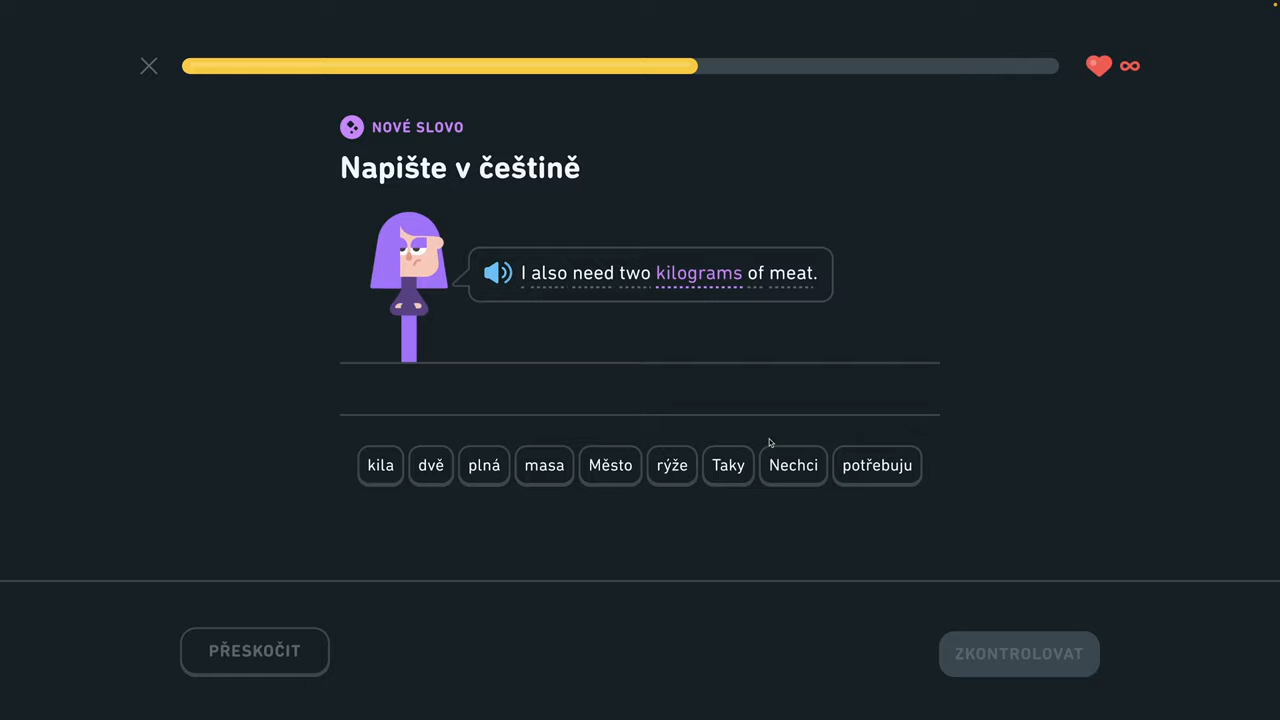 NOVÉ SLOVO
Napište v češtině
I also need two kilograms of meat.
kila dvě plná masa Město rýže Taky Nechci potřebuju
PŘESKOČIT ZKONTROLOVAT